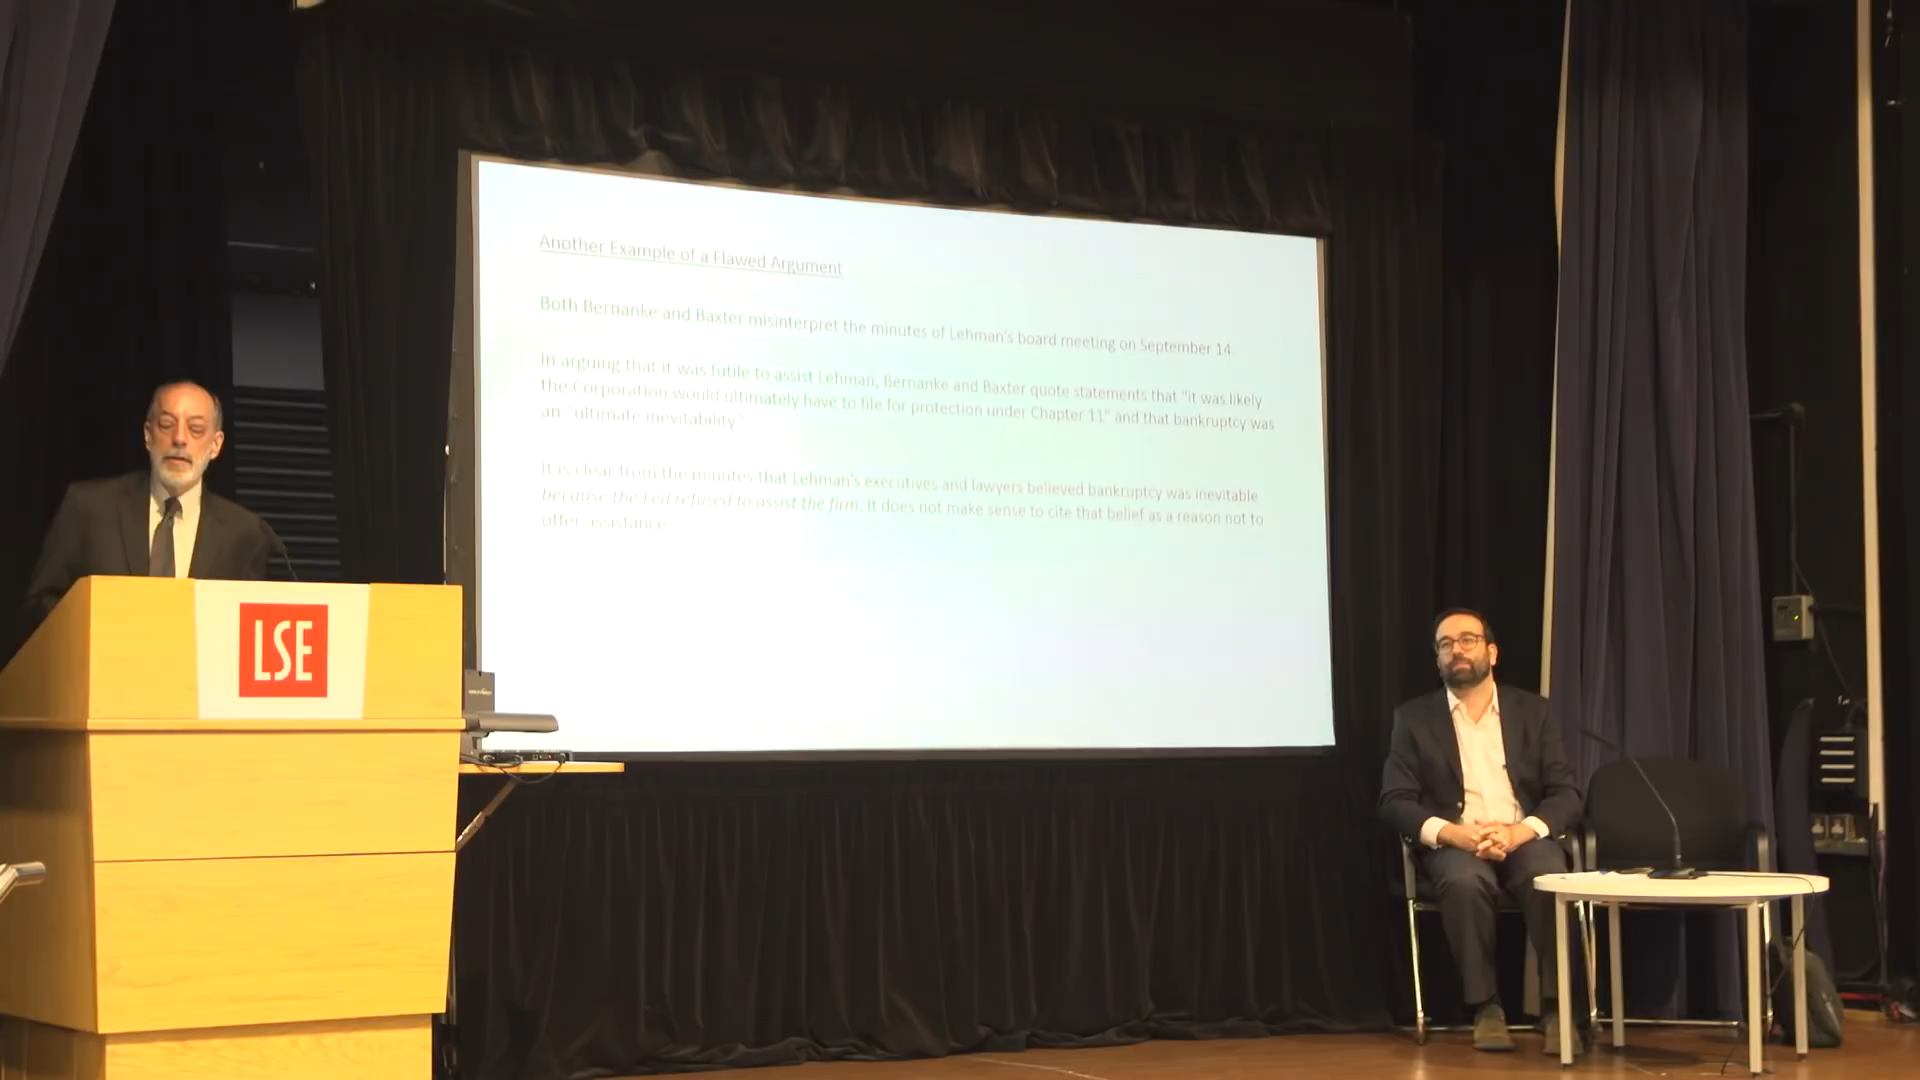 Another Example of a Flawed Argument
Both Bernanke and Baxter misinterpret the minutes of Lehman's board meeting on September 14.
In arguing that it was futile to assist Lehman, Bernanke and Baxter quote statements that "it was likely
the Corporation would ultimately have to file for protection under Chapter 11" and that bankruptcy was
an "ultimate inevitability."
It is clear from the minutes that Lehman's executives and lawyers believed bankruptcy was inevitable
because the Fed refused to assist the firm. It does not make sense to cite that belief as a reason not to
offer assistance.
LSE